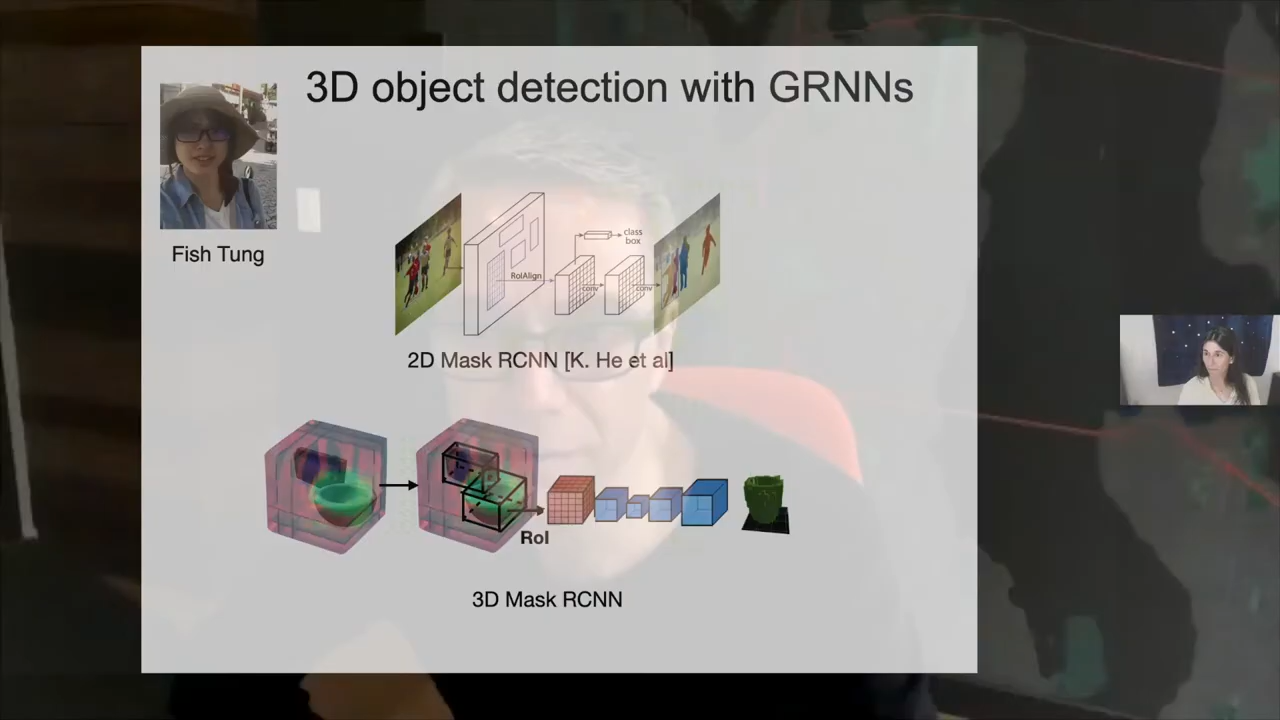 3D object detection with GRNNs
Fish Tung
class
box
RoIAlign
conv
conv
2D Mask RCNN [K. He et al]
RoI
3D Mask RCNN